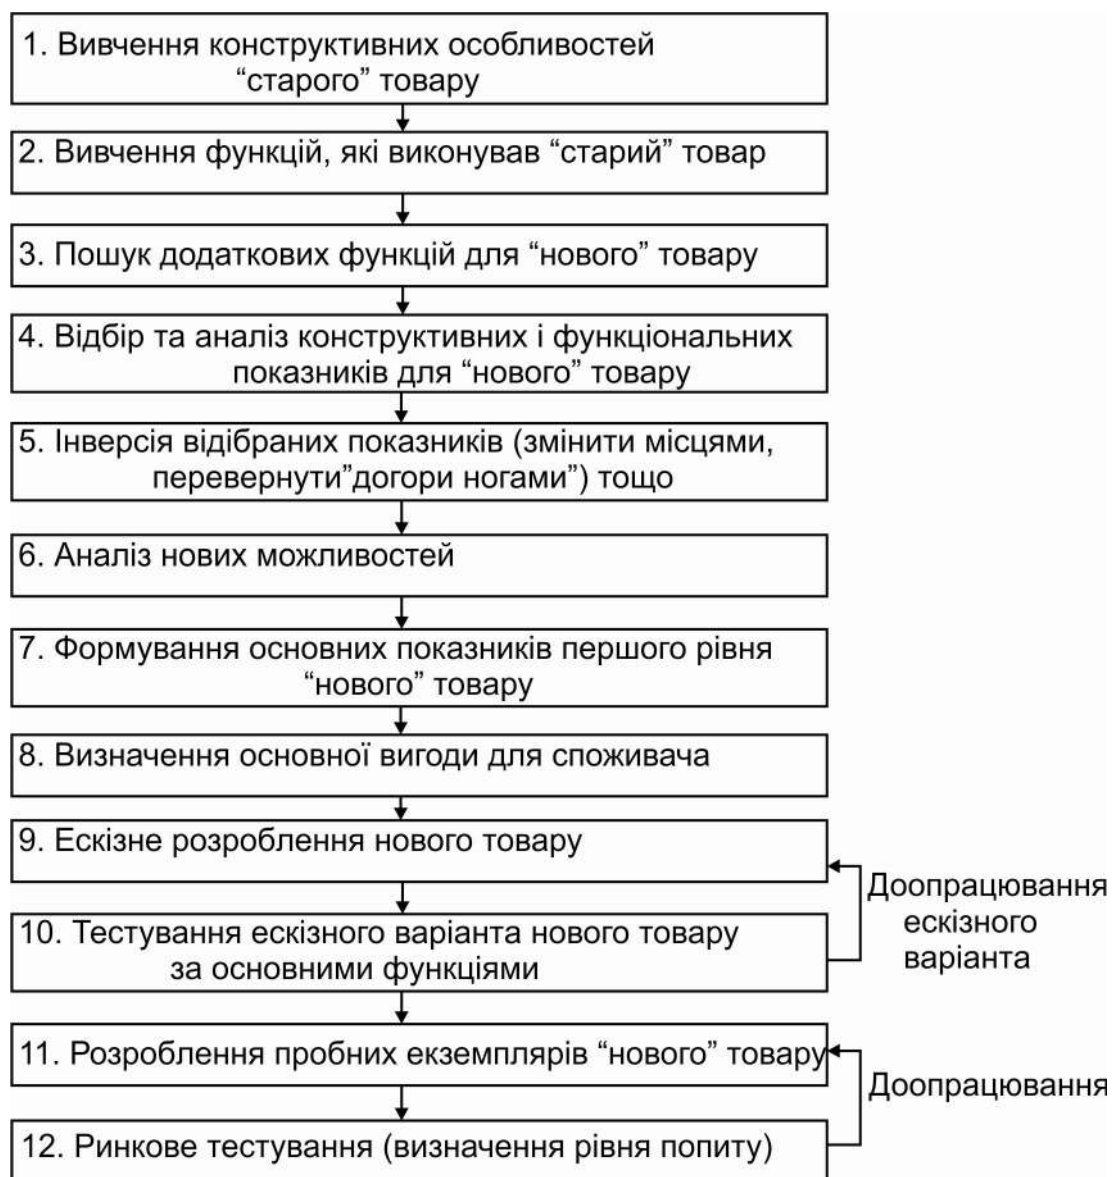 1. Вивчення конструктивних особливостей
“старого” товару
2. Вивчення функцій, які виконував “старий” товар
3. Пошук додаткових функцій для “нового” товару
4. Відбір та аналіз конструктивних і функціональних
показників для “нового” товару
5. Інверсія відібраних показників (змінити місцями,
перевернути”догори ногами”) тощо
6. Аналіз нових можливостей
7. Формування основних показників першого рівня
“нового” товару
8. Визначення основної вигоди для споживача
9. Ескізне розроблення нового товару
Доопрацювання
ескізного
варіанта
10. Тестування ескізного варіанта нового товару
за основними функціями
11. Розроблення пробних екземплярів “нового” товару
Доопрацювання
12. Ринкове тестування (визначення рівня попиту)